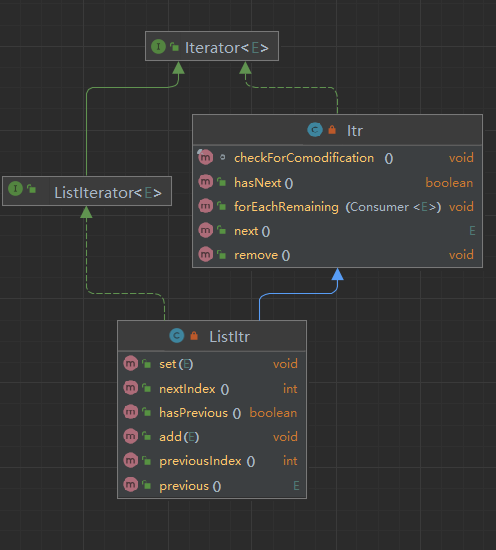 Iterator<E>
Itr
checkForComodification () void
hasNext () boolean
forEachRemaining (Consumer <E>) void
next () E
remove () void
ListIterator<E>
ListItr
set (E) void
nextIndex () int
hasPrevious () boolean
add (E) void
previousIndex () int
previous () E